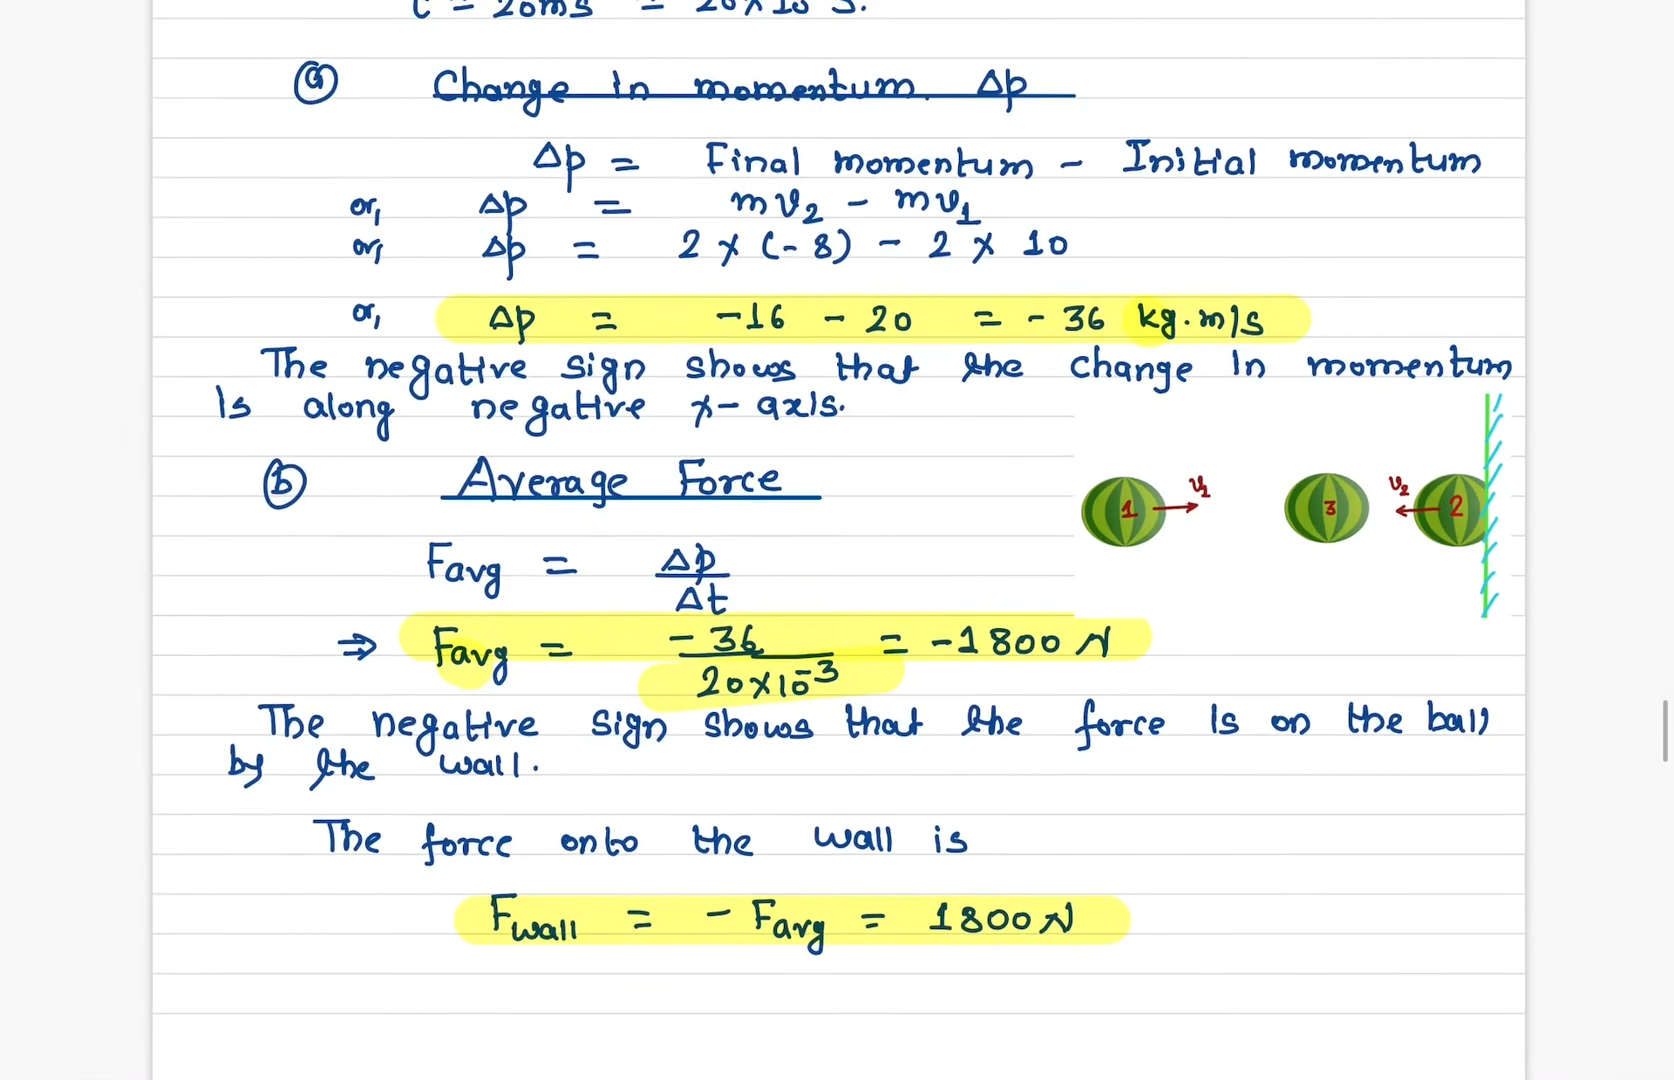 t = 20ms = 20×10 s.
ⓐ Change in momentum. Δp
Δp = Final momentum - Initial momentum
or, Δp = mv₂ - mv₁
or, Δp = 2 × (-8) - 2 × 10
or, Δp = -16 - 20 = -36 kg.m/s
The negative sign shows that the change in momentum
is along negative x-axis.
ⓑ Average Force
v₁
v₂
1
3
2
Favg = Δp/Δt
⇒ Favg = -36/20×10⁻³ = -1800 N
The negative sign shows that the force is on the ball
by the wall.
The force onto the wall is
Fwall = - Favg = 1800 N